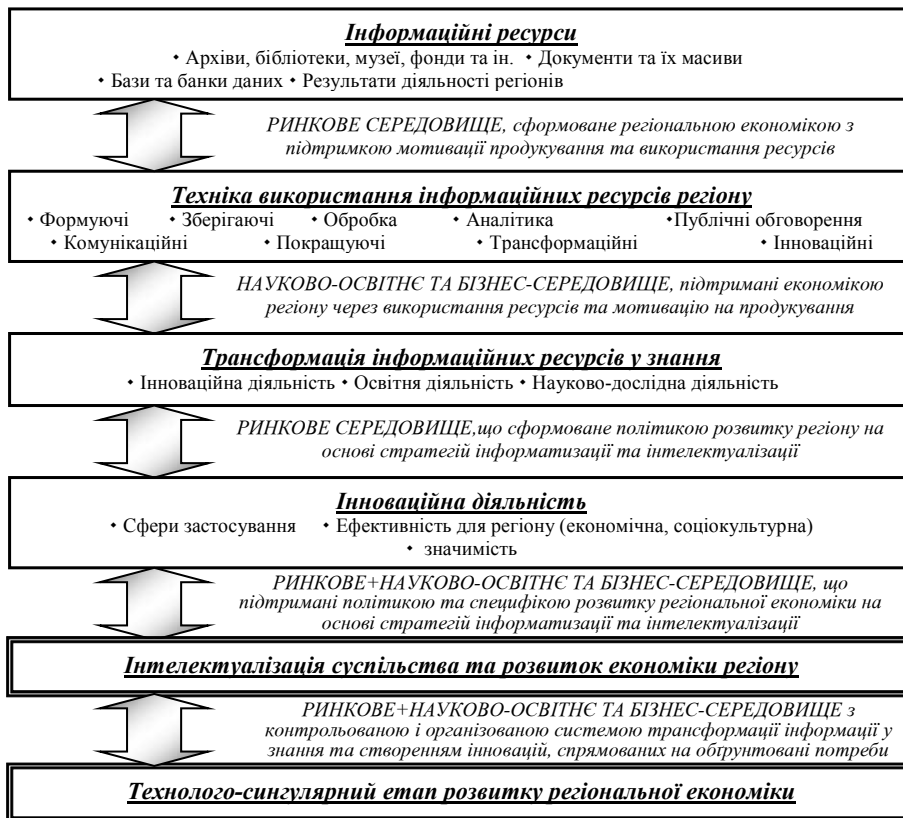 Інформаційні ресурси
• Архіви, бібліотеки, музеї, фонди та ін. • Документи та їх масиви
• Бази та банки даних • Результати діяльності регіонів
РИНКОВЕ СЕРЕДОВИЩЕ, сформоване регіональною економікою з
підтримкою мотивації продукування та використання ресурсів
Техніка використання інформаційних ресурсів регіону
• Формуючі • Зберігаючі • Обробка • Аналітика •Публічні обговорення
• Комунікаційні • Покращуючі • Трансформаційні • Інноваційні
НАУКОВО-ОСВІТНЄ ТА БІЗНЕС-СЕРЕДОВИЩЕ, підтримані економікою
регіону через використання ресурсів та мотивацію на продукування
Трансформація інформаційних ресурсів у знання
• Інноваційна діяльність • Освітня діяльність • Науково-дослідна діяльність
РИНКОВЕ СЕРЕДОВИЩЕ,що сформоване політикою розвитку регіону на
основі стратегій інформатизації та інтелектуалізації
Інноваційна діяльність
• Сфери застосування • Ефективність для регіону (економічна, соціокультурна)
• значимість
РИНКОВЕ+НАУКОВО-ОСВІТНЄ ТА БІЗНЕС-СЕРЕДОВИЩЕ, що
підтримані політикою та специфікою розвитку регіональної економіки на
основі стратегій інформатизації та інтелектуалізації
Інтелектуалізація суспільства та розвиток економіки регіону
РИНКОВЕ+НАУКОВО-ОСВІТНЄ ТА БІЗНЕС-СЕРЕДОВИЩЕ з
контрольованою і організованою системою трансформації інформації у
знання та створенням інновацій, спрямованих на обґрунтовані потреби
Технолого-сингулярний етап розвитку регіональної економіки